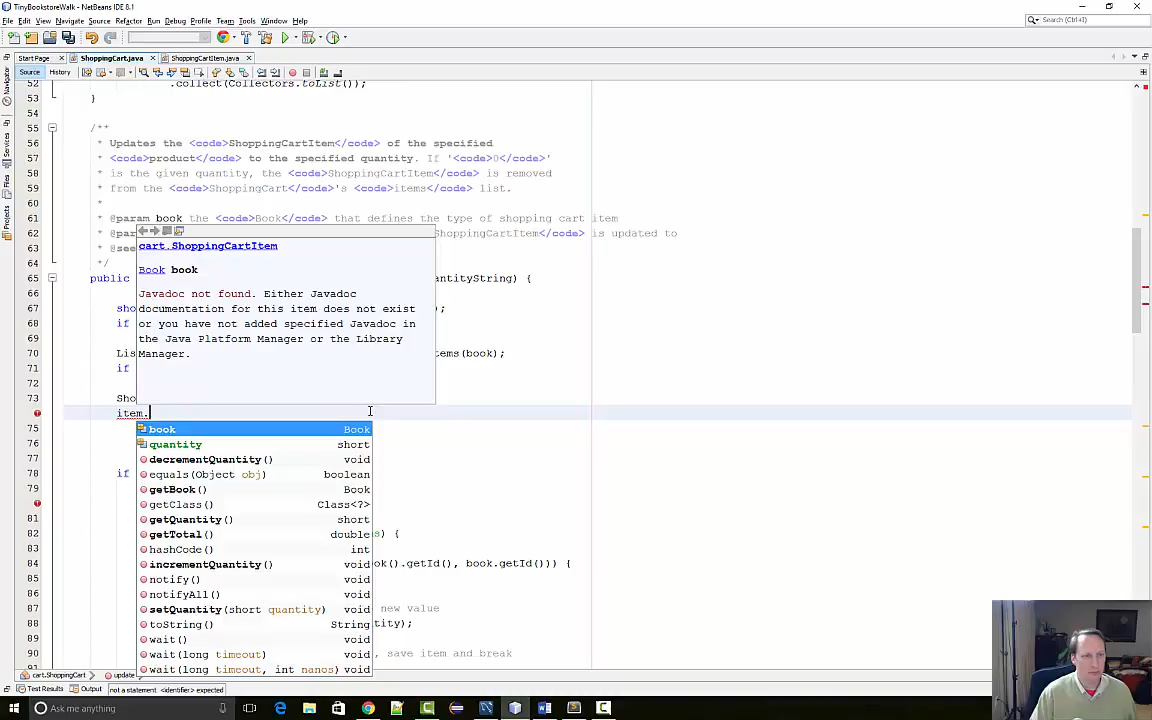 TinyBookstoreWalk - NetBeans IDE 8.1
File Edit View Navigate Source Refactor Run Debug Profile Team Tools Window Help
Search (Ctrl+I)
Start Page ShoppingCart.java ShoppingCartItem.java
Source History
Navigator
Services
Files
Projects
52 .collect(Collectors.toList());
53 }
54
55 /**
56 * Updates the <code>ShoppingCartItem</code> of the specified
57 * <code>product</code> to the specified quantity. If '<code>0</code>'
58 * is the given quantity, the <code>ShoppingCartItem</code> is removed
59 * from the <code>ShoppingCart</code>'s <code>items</code> list.
60 *
61 * @param book the <code>Book</code> that defines the type of shopping cart item
62 * @par ShoppingCartItem</code> is updated to
63 * @see
64 */
65 public antityString) {
66
67 sho ;
68 if
69
70 Lis tems(book);
71 if
72
73 Sho
item.
75
76
77
78 if
79
81
82 s) {
83
84 ok().getId(), book.getId())) {
85
86
87 new value
88 tity);
89
90 , save item and break
91
cart.ShoppingCartItem
Book book
Javadoc not found. Either Javadoc
documentation for this item does not exist
or you have not added specified Javadoc in
the Java Platform Manager or the Library
Manager.
book Book
quantity short
decrementQuantity() void
equals(Object obj) boolean
getBook() Book
getClass() Class<?>
getQuantity() short
getTotal() double
hashCode() int
incrementQuantity() void
notify() void
notifyAll() void
setQuantity(short quantity) void
toString() String
wait() void
wait(long timeout) void
wait(long timeout, int nanos) void
cart.ShoppingCart update
Test Results Output not a statement <identifier> expected
Ask me anything